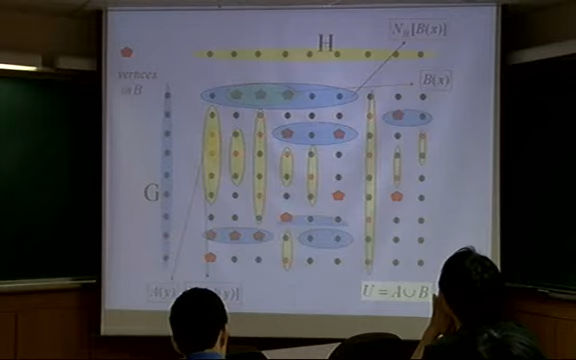 H
N_H[B(x)]
vertices
in B
B(x)
G
U = A ∪ B